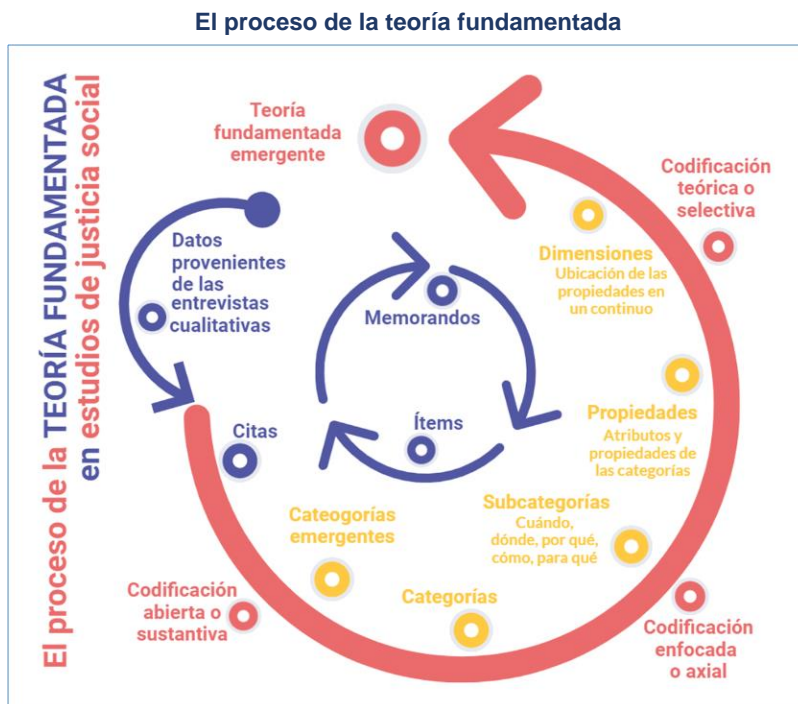 El proceso de la teoría fundamentada
El proceso de la TEORÍA FUNDAMENTADA
en estudios de justicia social
Teoría
fundamentada
emergente
Datos
provenientes
de las
entrevistas
cualitativas
Citas
Codificación
abierta o
sustantiva
Cateogorías
emergentes
Categorías
Subcategorías
Cuándo,
dónde, por qué,
cómo, para qué
Codificación
enfocada
o axial
Propiedades
Atributos y
propiedades de
las categorías
Dimensiones
Ubicación de las
propiedades en
un continuo
Codificación
teórica o
selectiva
Memorandos
Ítems